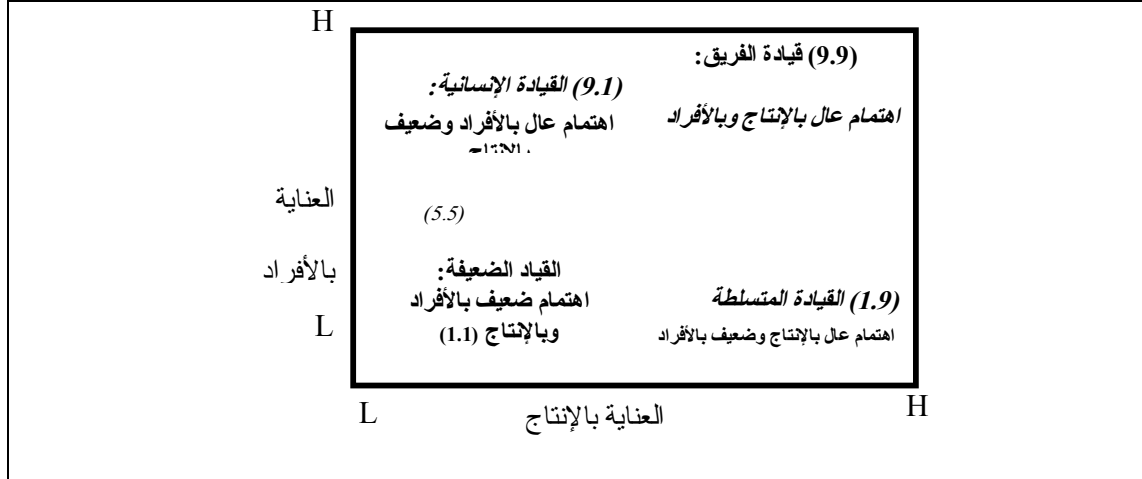 H
(9.9) قيادة الفريق:
اهتمام عال بالإنتاج وبالأفراد
(9.1) القيادة الإنسانية:
اهتمام عال بالأفراد وضعيف
بالإنتاج
العناية
بالأفراد
L
(5.5)
القياد الضعيفة:
اهتمام ضعيف بالأفراد
وبالإنتاج (1.1)
(1.9) القيادة المتسلطة
اهتمام عال بالإنتاج وضعيف بالأفراد
L
العناية بالإنتاج
H